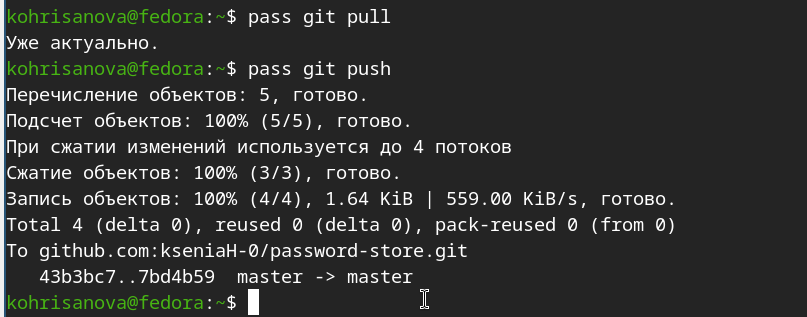 kohrisanova@fedora:~$ pass git pull
Уже актуально.
kohrisanova@fedora:~$ pass git push
Перечисление объектов: 5, готово.
Подсчет объектов: 100% (5/5), готово.
При сжатии изменений используется до 4 потоков
Сжатие объектов: 100% (3/3), готово.
Запись объектов: 100% (4/4), 1.64 KiB | 559.00 KiB/s, готово.
Total 4 (delta 0), reused 0 (delta 0), pack-reused 0 (from 0)
To github.com:kseniaH-0/password-store.git
   43b3bc7..7bd4b59  master -> master
kohrisanova@fedora:~$